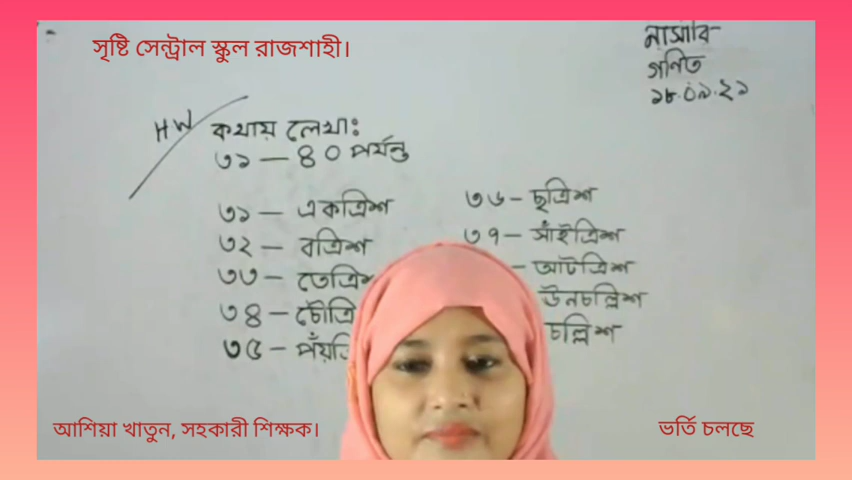 সৃষ্টি সেন্ট্রাল স্কুল রাজশাহী।
নার্সারি
গণিত
১৮.০৯.২১
HW
কথায় লেখাঃ
৩১ — ৪০ পর্যন্ত
৩১ — একত্রিশ
৩২ — বত্রিশ
৩৩ — তেত্রিশ
৩৪ — চৌত্রি
৩৫ — পঁয়ত্রি
৩৬ — ছত্রিশ
৩৭ — সাঁইত্রিশ
— আটত্রিশ
উনচল্লিশ
চল্লিশ
আশিয়া খাতুন, সহকারী শিক্ষক।
ভর্তি চলছে